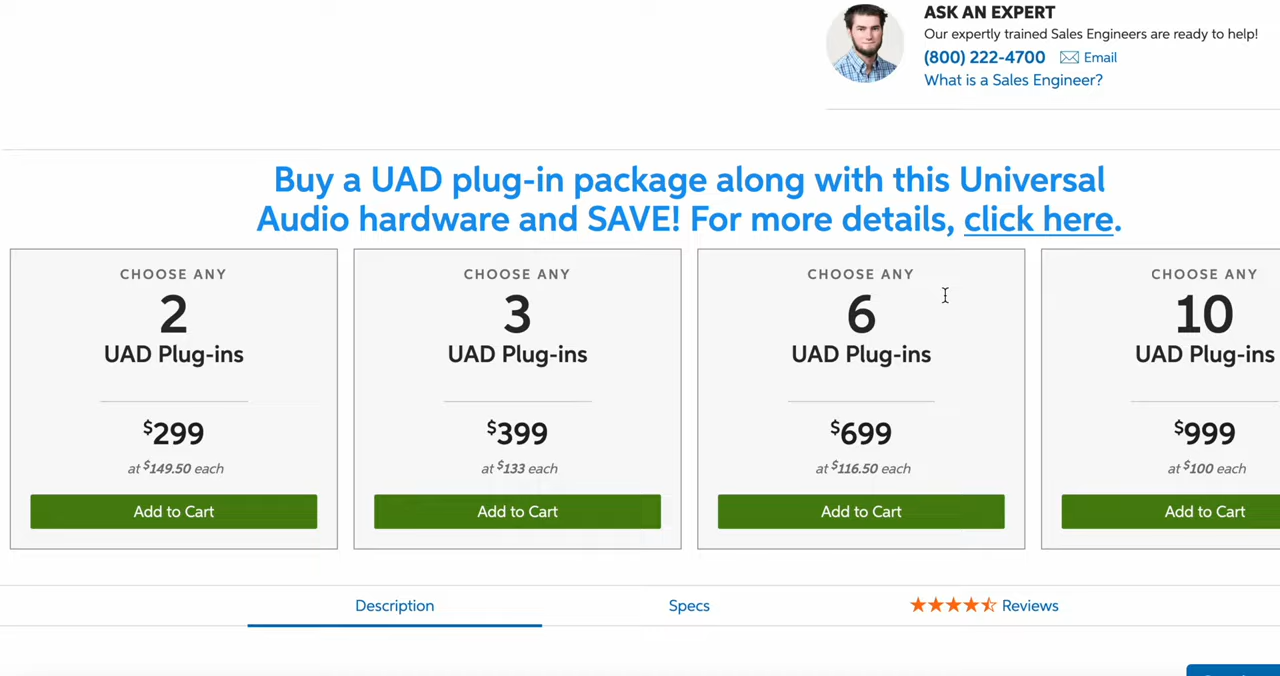 ASK AN EXPERT
Our expertly trained Sales Engineers are ready to help!
(800) 222-4700 Email
What is a Sales Engineer?
Buy a UAD plug-in package along with this Universal
Audio hardware and SAVE! For more details, click here.
CHOOSE ANY
2
UAD Plug-ins
$299
at $149.50 each
Add to Cart
CHOOSE ANY
3
UAD Plug-ins
$399
at $133 each
Add to Cart
CHOOSE ANY
6
UAD Plug-ins
$699
at $116.50 each
Add to Cart
CHOOSE ANY
10
UAD Plug-ins
$999
at $100 each
Add to Cart
Description
Specs
Reviews